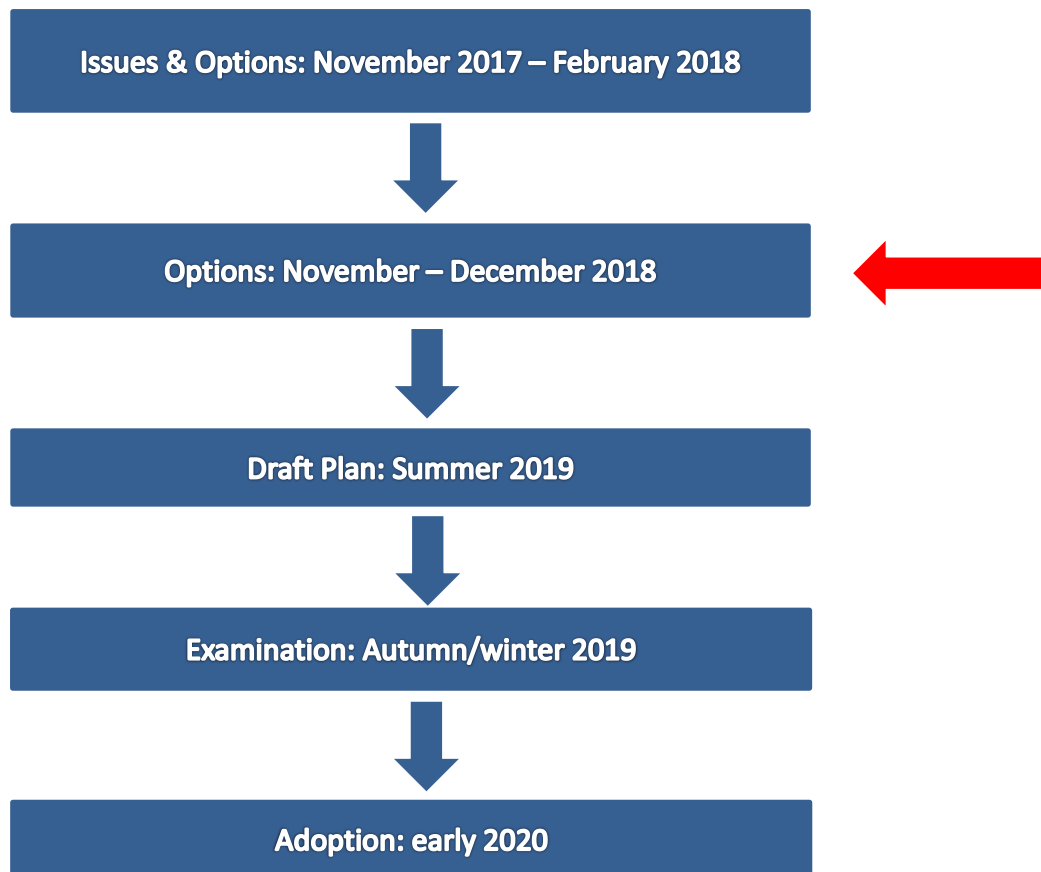 Issues & Options: November 2017 – February 2018
Options: November – December 2018
Draft Plan: Summer 2019
Examination: Autumn/winter 2019
Adoption: early 2020